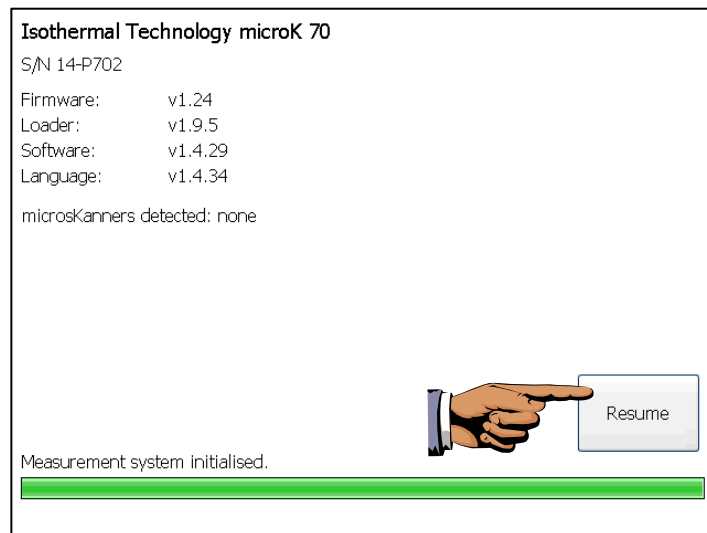 Isothermal Technology microK 70
S/N 14-P702
Firmware: v1.24
Loader: v1.9.5
Software: v1.4.29
Language: v1.4.34
microsKanners detected: none
Resume
Measurement system initialised.